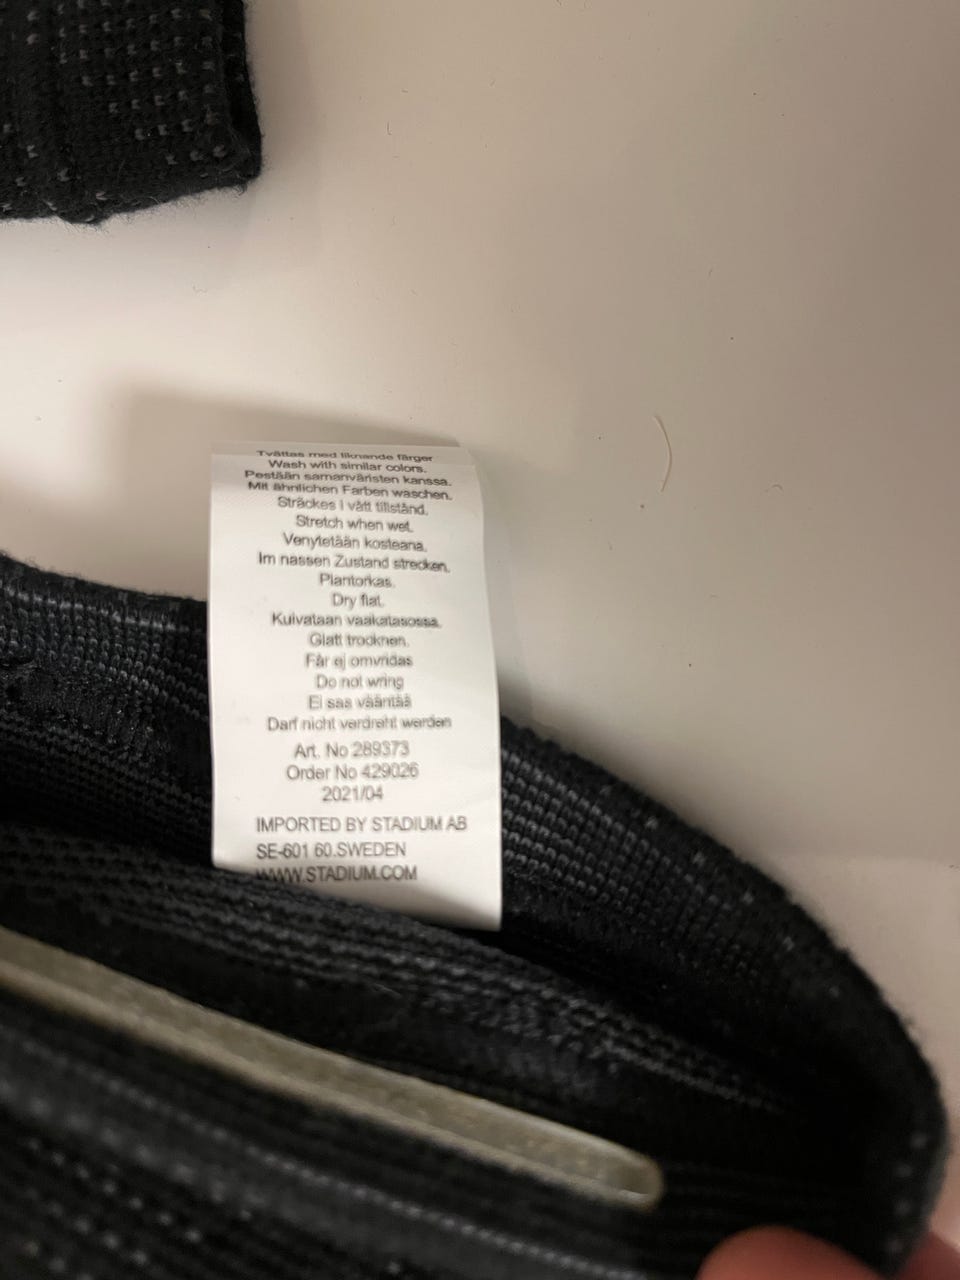 Tvättas med liknande färger
Wash with similar colors.
Pestään samanväristen kanssa.
Mit ähnlichen Farben waschen.
Sträckes i vått tillstånd.
Stretch when wet.
Venytetään kosteana.
Im nassen Zustand strecken.
Plantorkas.
Dry flat.
Kuivataan vaakatasossa.
Glatt trocknen.
Får ej omvridas
Do not wring
Ei saa vääntää
Darf nicht verdreht werden
Art. No 289373
Order No 429026
2021/04
IMPORTED BY STADIUM AB
SE-601 60.SWEDEN
WWW.STADIUM.COM